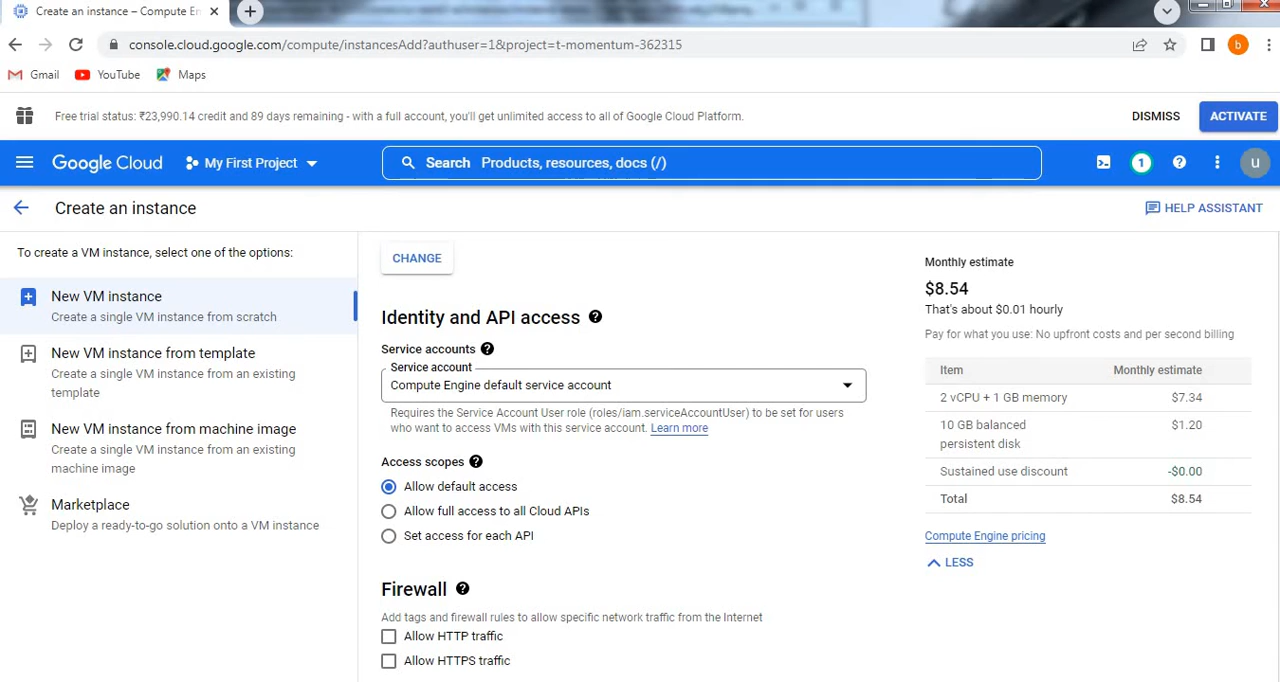 Create an instance – Compute En
console.cloud.google.com/compute/instancesAdd?authuser=1&project=t-momentum-362315
b
Gmail
YouTube
Maps
Free trial status: ₹23,990.14 credit and 89 days remaining - with a full account, you'll get unlimited access to all of Google Cloud Platform.
DISMISS
ACTIVATE
Google Cloud
My First Project
Search Products, resources, docs (/)
1
u
Create an instance
HELP ASSISTANT
To create a VM instance, select one of the options:
New VM instance
Create a single VM instance from scratch
New VM instance from template
Create a single VM instance from an existing
template
New VM instance from machine image
Create a single VM instance from an existing
machine image
Marketplace
Deploy a ready-to-go solution onto a VM instance
CHANGE
Identity and API access
Service accounts
Service account
Compute Engine default service account
Requires the Service Account User role (roles/iam.serviceAccountUser) to be set for users
who want to access VMs with this service account. Learn more
Access scopes
Allow default access
Allow full access to all Cloud APIs
Set access for each API
Firewall
Add tags and firewall rules to allow specific network traffic from the Internet
Allow HTTP traffic
Allow HTTPS traffic
Monthly estimate
$8.54
That's about $0.01 hourly
Pay for what you use: No upfront costs and per second billing
Item Monthly estimate
2 vCPU + 1 GB memory $7.34
10 GB balanced $1.20
persistent disk
Sustained use discount -$0.00
Total $8.54
Compute Engine pricing
LESS